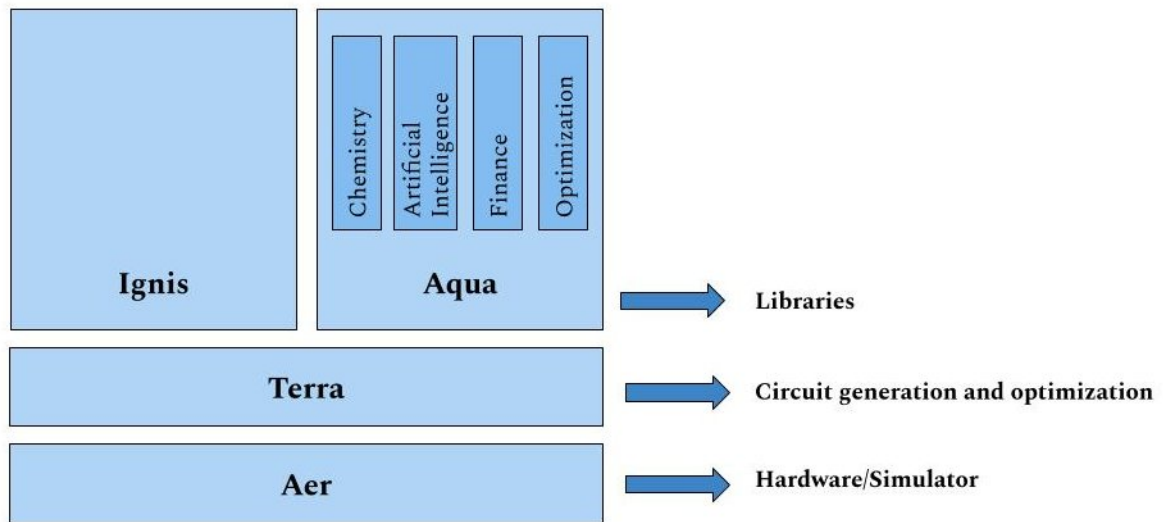 Chemistry
Artificial
Intelligence
Finance
Optimization
Ignis
Aqua
Libraries
Terra
Circuit generation and optimization
Aer
Hardware/Simulator